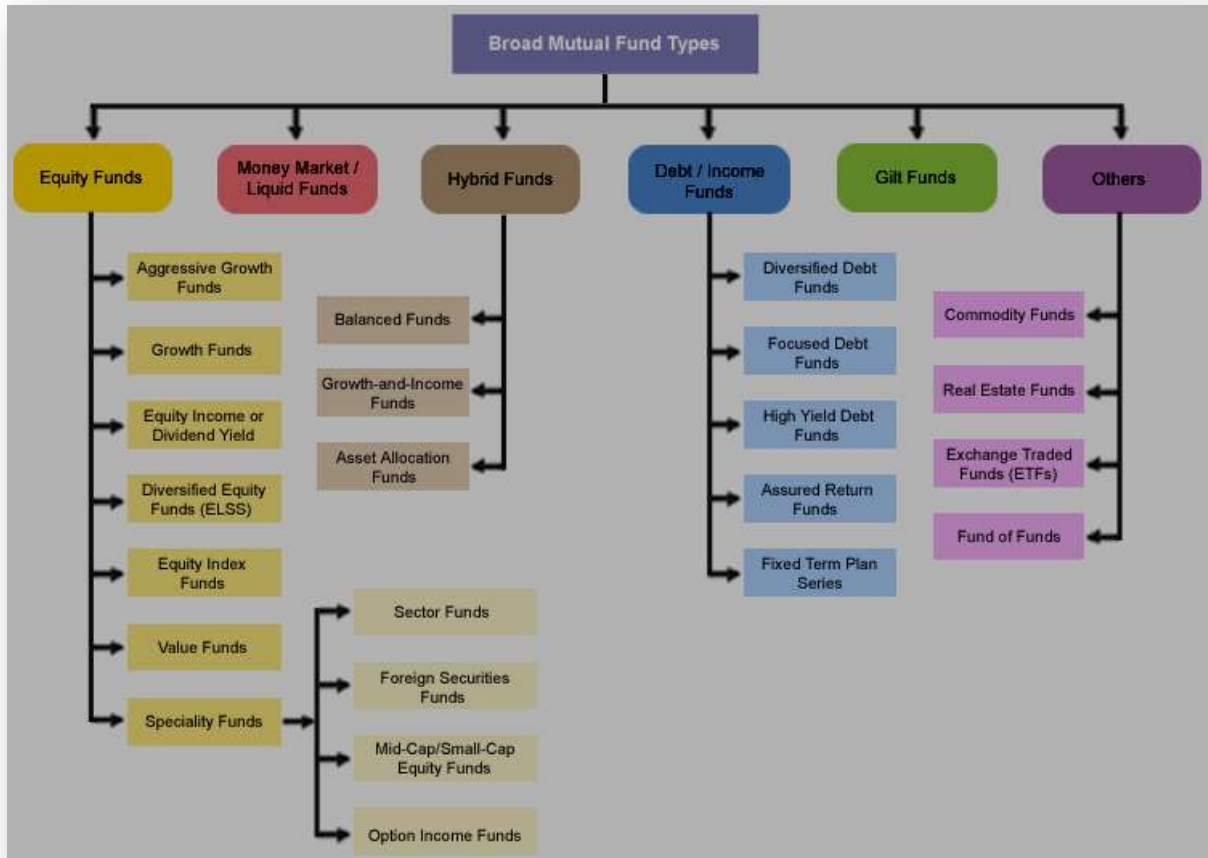 Broad Mutual Fund Types
Equity Funds
Money Market /
Liquid Funds
Hybrid Funds
Debt / Income
Funds
Gilt Funds
Others
Aggressive Growth
Funds
Growth Funds
Equity Income or
Dividend Yield
Diversified Equity
Funds (ELSS)
Equity Index
Funds
Value Funds
Speciality Funds
Sector Funds
Foreign Securities
Funds
Mid-Cap/Small-Cap
Equity Funds
Option Income Funds
Balanced Funds
Growth-and-Income
Funds
Asset Allocation
Funds
Diversified Debt
Funds
Focused Debt
Funds
High Yield Debt
Funds
Assured Return
Funds
Fixed Term Plan
Series
Commodity Funds
Real Estate Funds
Exchange Traded
Funds (ETFs)
Fund of Funds